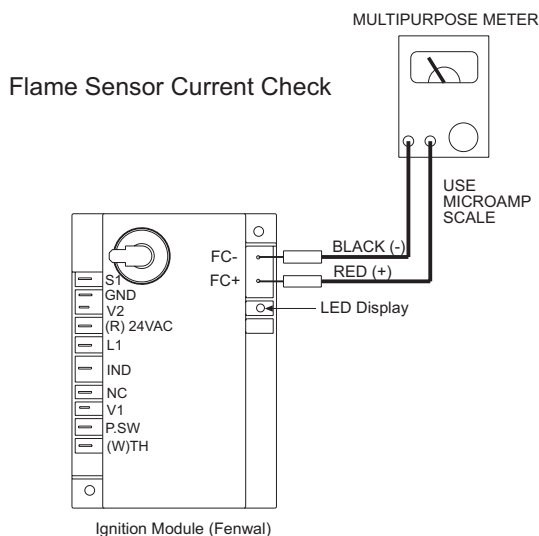 MULTIPURPOSE METER
Flame Sensor Current Check
USE
MICROAMP
SCALE
BLACK (-)
FC-
RED (+)
FC+
LED Display
S1
GND
V2
(R) 24VAC
L1
IND
NC
V1
P.SW
(W)TH
Ignition Module (Fenwal)